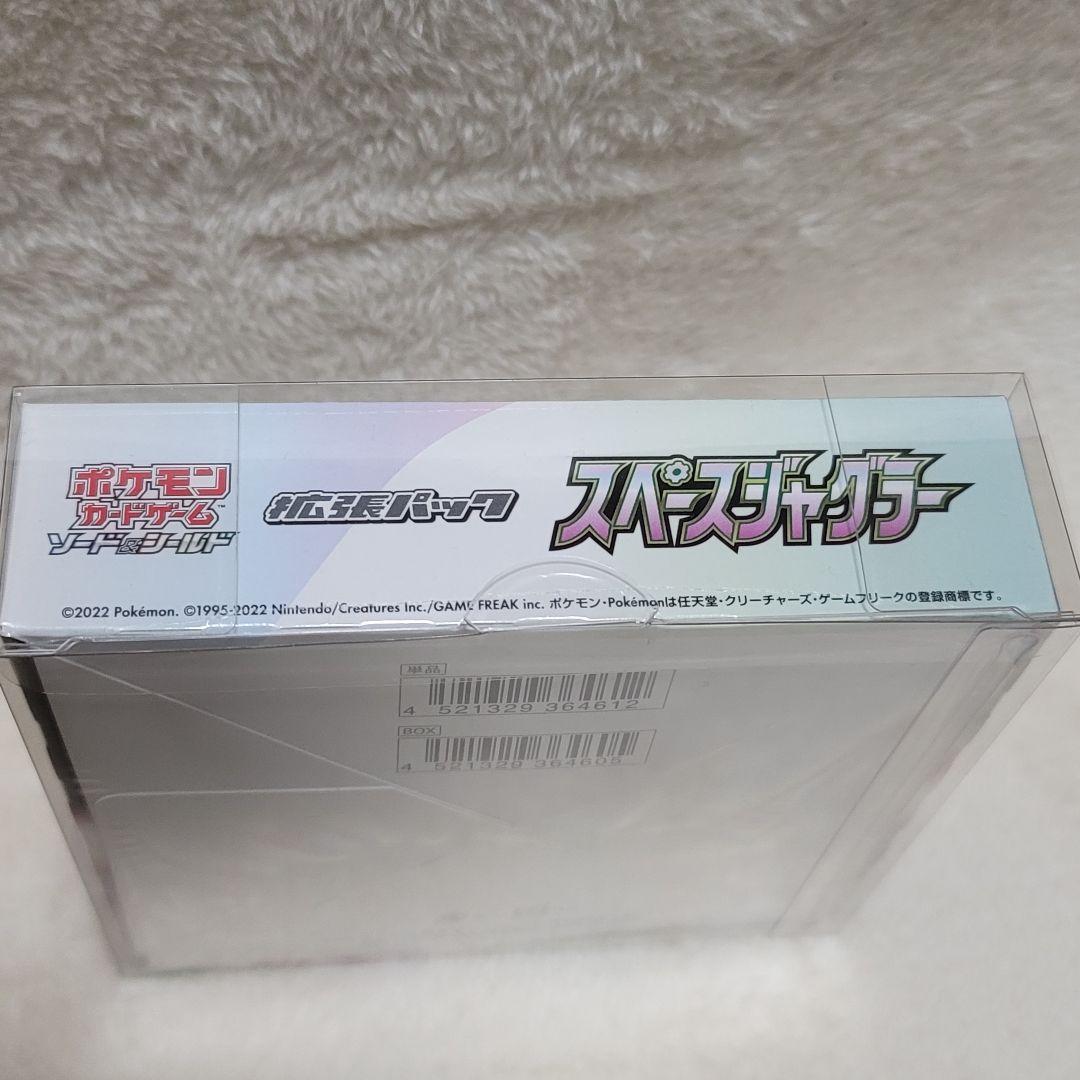 ポケモン
カードゲーム™
ソード&シールド
拡張パック
スペースジャグラー
©2022 Pokémon. ©1995-2022 Nintendo/Creatures Inc./GAME FREAK inc. ポケモン・Pokémonは任天堂・クリーチャーズ・ゲームフリークの登録商標です。
単品
4 521329 364612
BOX
4 521329 364605